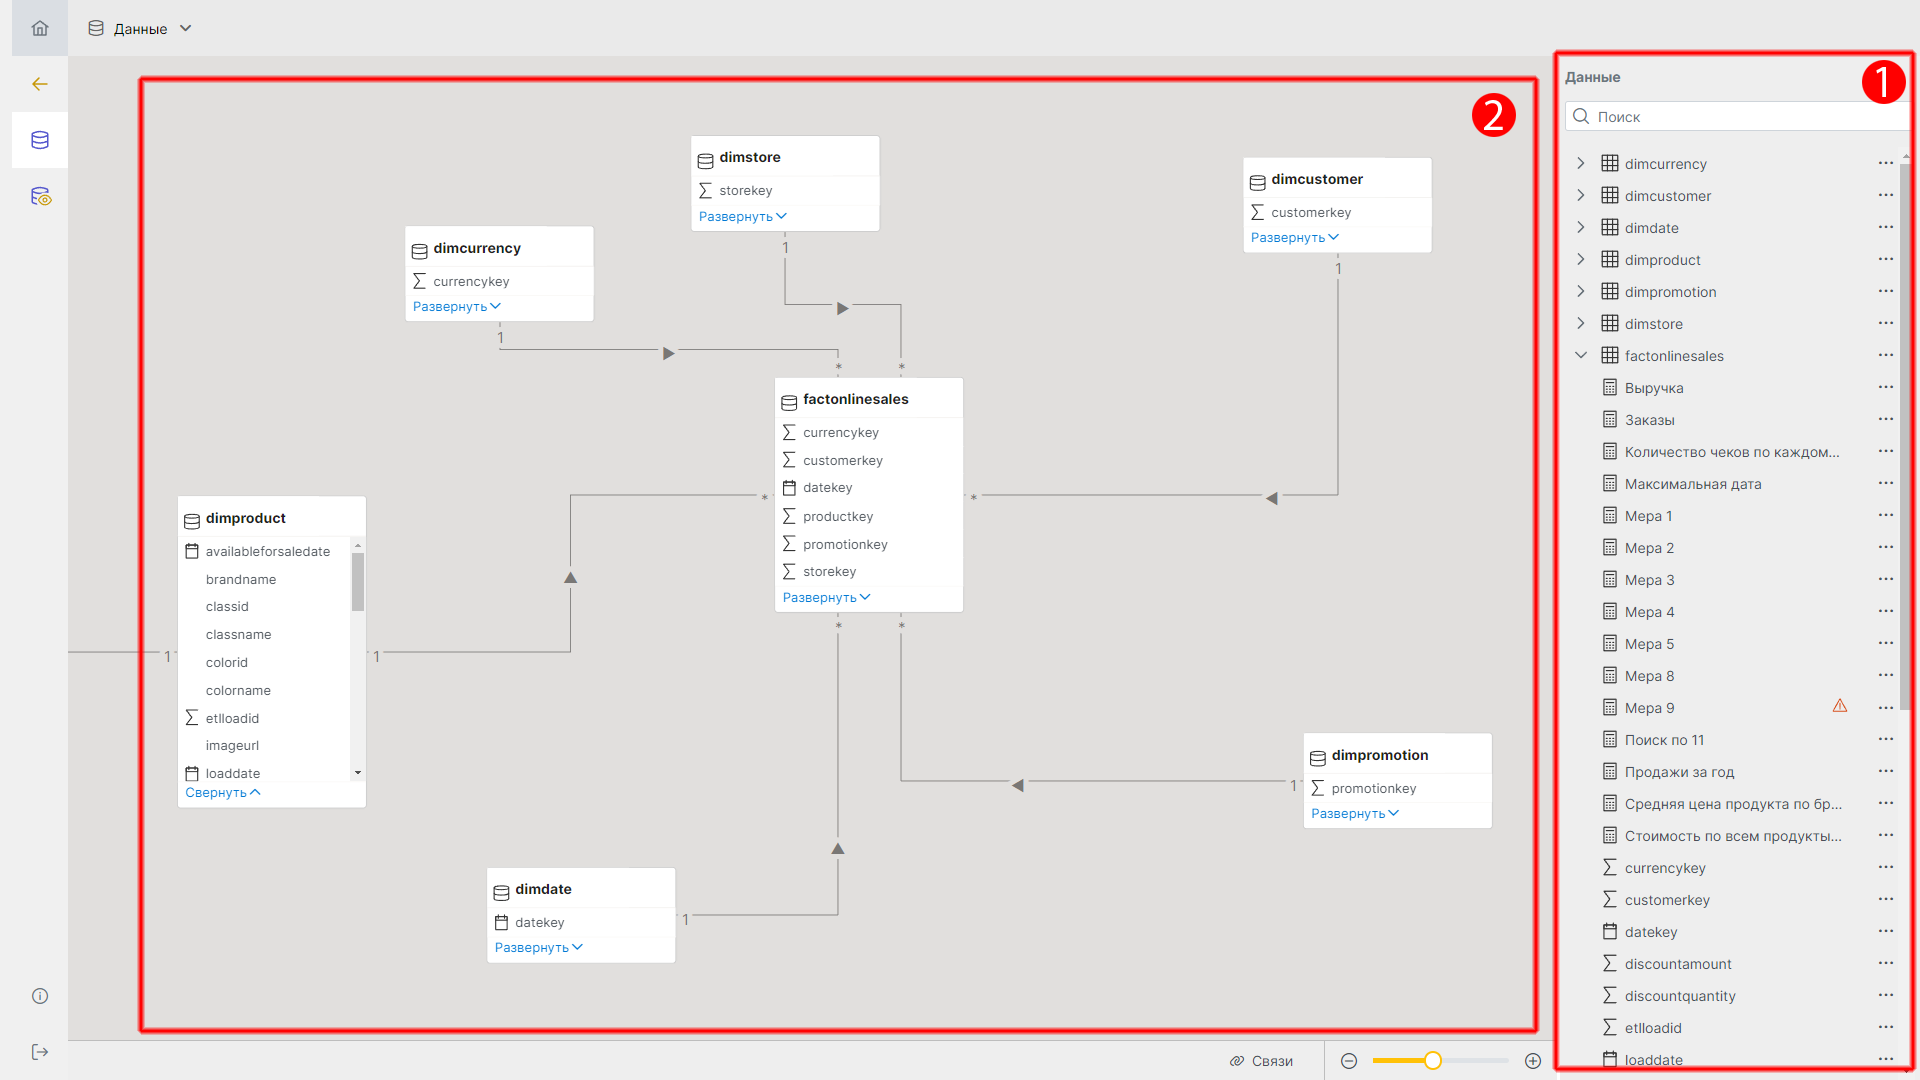 Данные
2
dimstore
storekey
Развернуть
1
dimcustomer
customerkey
Развернуть
1
dimcurrency
currencykey
Развернуть
1
*
*
factonlinesales
currencykey
customerkey
datekey
productkey
promotionkey
storekey
Развернуть
*
*
*
*
dimproduct
availableforsaledate
brandname
classid
classname
colorid
colorname
etlloadid
imageurl
loaddate
Свернуть
1
1
dimpromotion
promotionkey
Развернуть
1
dimdate
datekey
Развернуть
1
Связи
Данные
1
Поиск
dimcurrency
dimcustomer
dimdate
dimproduct
dimpromotion
dimstore
factonlinesales
Выручка
Заказы
Количество чеков по каждом...
Максимальная дата
Мера 1
Мера 2
Мера 3
Мера 4
Мера 5
Мера 8
Мера 9
Поиск по 11
Продажи за год
Средняя цена продукта по бр...
Стоимость по всем продукты...
currencykey
customerkey
datekey
discountamount
discountquantity
etlloadid
loaddate